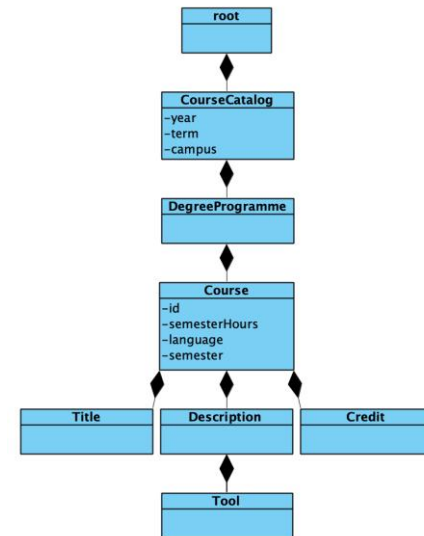 root
CourseCatalog
-year
-term
-campus
DegreeProgramme
Course
-id
-semesterHours
-language
-semester
Title
Description
Credit
Tool